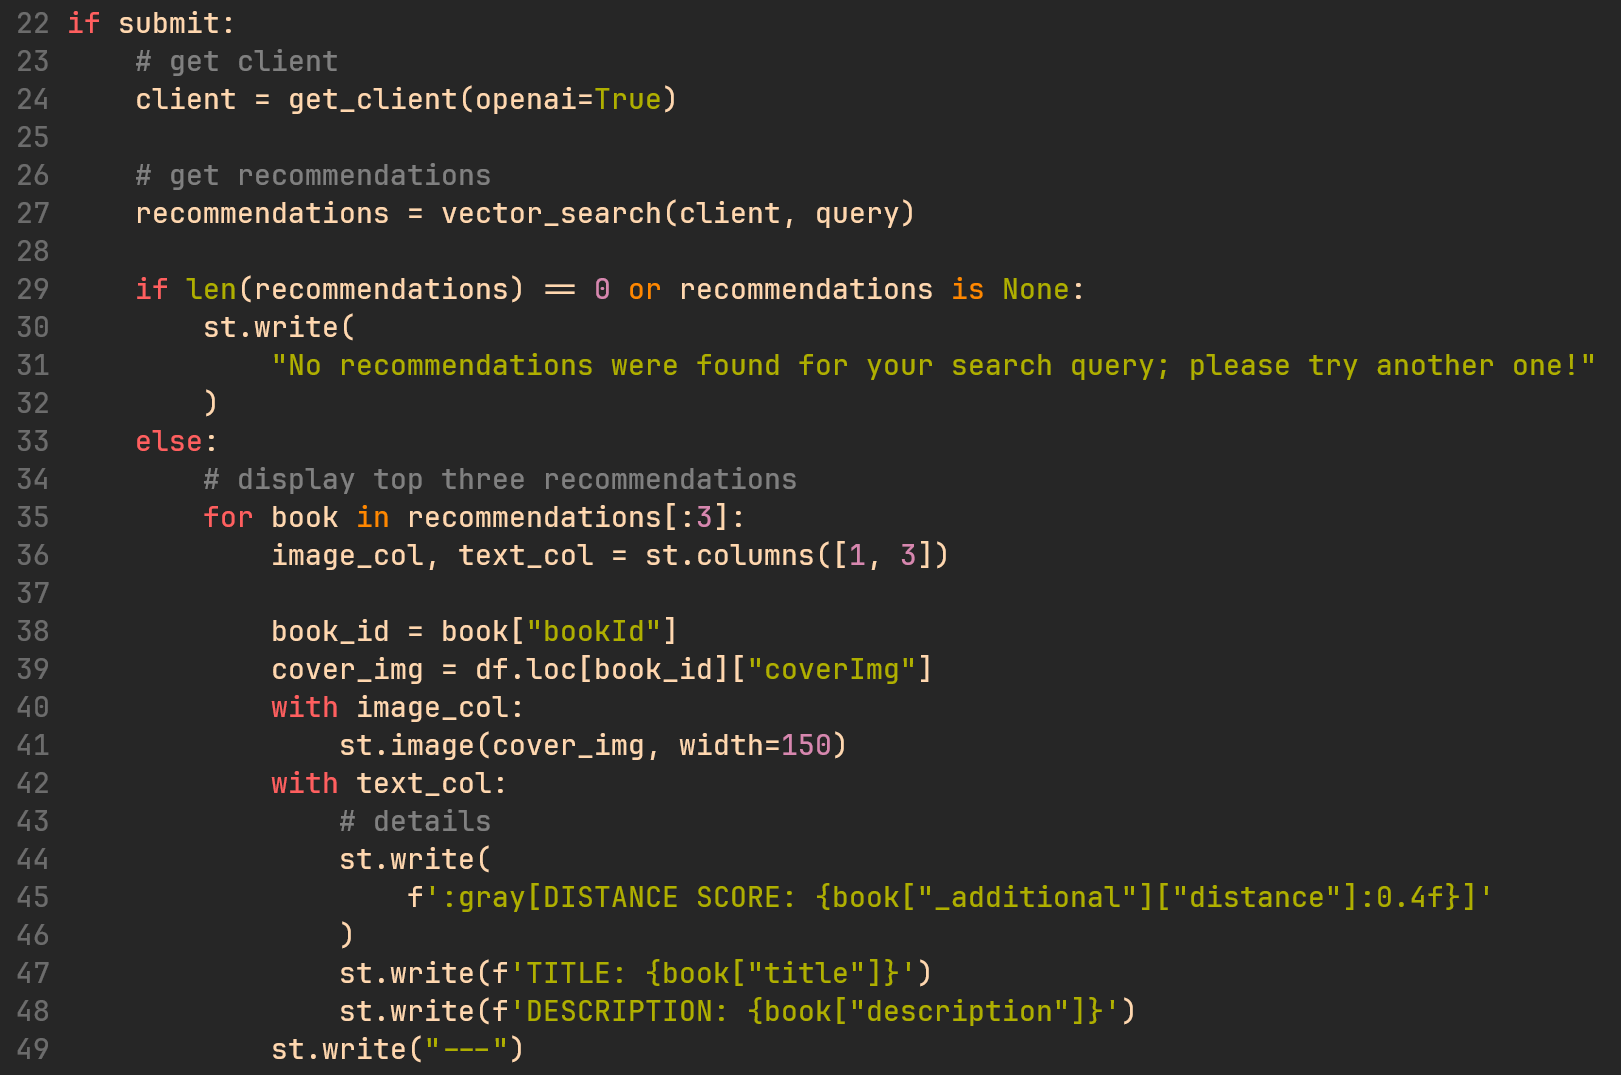 22 if submit:
23     # get client
24     client = get_client(openai=True)
25
26     # get recommendations
27     recommendations = vector_search(client, query)
28
29     if len(recommendations) == 0 or recommendations is None:
30         st.write(
31             "No recommendations were found for your search query; please try another one!"
32         )
33     else:
34         # display top three recommendations
35         for book in recommendations[:3]:
36             image_col, text_col = st.columns([1, 3])
37
38             book_id = book["bookId"]
39             cover_img = df.loc[book_id]["coverImg"]
40             with image_col:
41                 st.image(cover_img, width=150)
42             with text_col:
43                 # details
44                 st.write(
45                     f':gray[DISTANCE SCORE: {book["_additional"]["distance"]:0.4f}]'
46                 )
47                 st.write(f'TITLE: {book["title"]}')
48                 st.write(f'DESCRIPTION: {book["description"]}')
49             st.write("---")